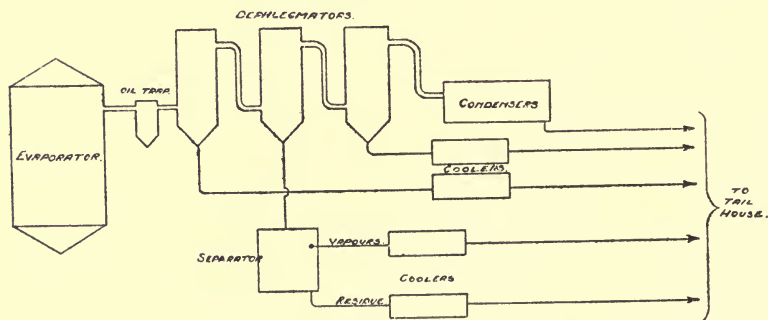 DEPHLEGMATORS.
OIL TRAP
CONDENSERS
EVAPORATOR.
COOLERS.
TO
TAIL
HOUSE.
SEPARATOR
VAPOURS.
COOLERS
RESIDUE